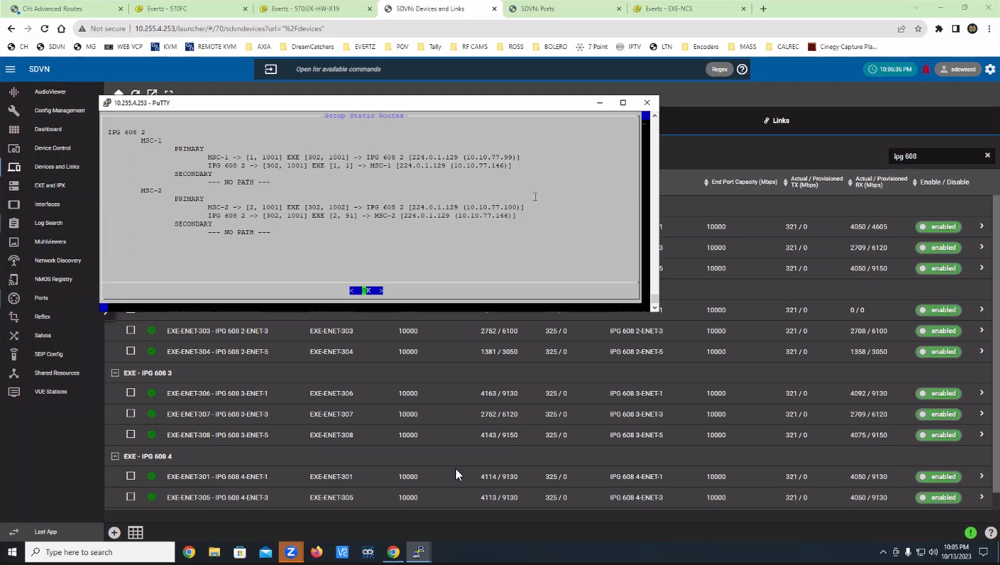 CH: Advanced Routes
Evertz - 570FC
Evertz - 570J2K-HW-X19
SDVN: Devices and Links
SDVN: Ports
Evertz - EXE-NCS
Not secure 10.255.4.253/launcher/#/70/sdvndevices?url="%2Fdevices"
CH SDVN MG WEB VCP KVM REMOTE KVM AXIA DreamCatchers EVERTZ POV Tally RF CAMS ROSS BOLERO 7 Point IPTV LTN Encoders MASS CALREC Cinegy Capture Pla...
SDVN
Open for available commands
Regex
10:05:35 PM
sdeweerd
AudioViewer
Config Management
Dashboard
Device Control
Devices and Links
EXE and IPX
Interfaces
Log Search
Multiviewers
Network Discovery
NMOS Registry
Ports
Reflex
Salvos
SDP Config
Shared Resources
VUE Stations
Last App
10.255.4.253 - PuTTY
Setup Static Routes
IPG 608 2
MSC-1
PRIMARY
MSC-1 -> [1, 1001] EXE [302, 1001] -> IPG 608 2 [224.0.1.129 (10.10.77.99)]
IPG 608 2 -> [302, 1001] EXE [1, 1] -> MSC-1 [224.0.1.129 (10.10.77.146)]
SECONDARY
--- NO PATH ---
MSC-2
PRIMARY
MSC-2 -> [2, 1001] EXE [302, 1002] -> IPG 608 2 [224.0.1.129 (10.10.77.100)]
IPG 608 2 -> [302, 1001] EXE [2, 91] -> MSC-2 [224.0.1.129 (10.10.77.146)]
SECONDARY
--- NO PATH ---
< OK >
Links
ipg 608
End Port Capacity (Mbps)
Actual / Provisioned TX (Mbps)
Actual / Provisioned RX (Mbps)
Enable / Disable
1 10000 321 / 0 4050 / 4605 enabled
3 10000 321 / 0 2709 / 6120 enabled
5 10000 321 / 0 4050 / 9150 enabled
1 10000 321 / 0 0 / 0 enabled
EXE-ENET-303 - IPG 608 2-ENET-3 EXE-ENET-303 10000 2752 / 6100 325 / 0 IPG 608 2-ENET-3 10000 321 / 0 2708 / 6100 enabled
EXE-ENET-304 - IPG 608 2-ENET-5 EXE-ENET-304 10000 1381 / 3050 325 / 0 IPG 608 2-ENET-5 10000 321 / 0 1358 / 3050 enabled
EXE - IPG 608 3
EXE-ENET-306 - IPG 608 3-ENET-1 EXE-ENET-306 10000 4163 / 9130 325 / 0 IPG 608 3-ENET-1 10000 321 / 0 4092 / 9130 enabled
EXE-ENET-307 - IPG 608 3-ENET-3 EXE-ENET-307 10000 2752 / 6120 325 / 0 IPG 608 3-ENET-3 10000 321 / 0 2709 / 6120 enabled
EXE-ENET-308 - IPG 608 3-ENET-5 EXE-ENET-308 10000 4143 / 9150 325 / 0 IPG 608 3-ENET-5 10000 321 / 0 4075 / 9150 enabled
EXE - IPG 608 4
EXE-ENET-301 - IPG 608 4-ENET-1 EXE-ENET-301 10000 4114 / 9130 325 / 0 IPG 608 4-ENET-1 10000 321 / 0 4050 / 9130 enabled
EXE-ENET-305 - IPG 608 4-ENET-3 EXE-ENET-305 10000 4113 / 9130 325 / 0 IPG 608 4-ENET-3 10000 321 / 0 4050 / 9130 enabled
Type here to search
10:05 PM
10/13/2023